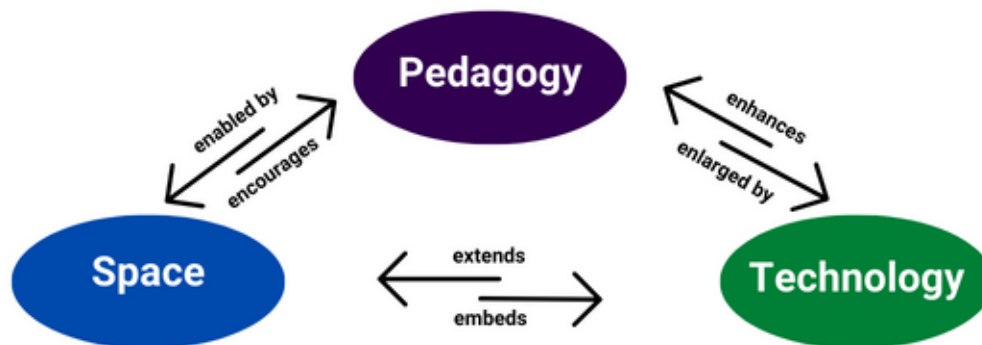 Pedagogy
enabled by
encourages
enhances
enlarged by
Space
extends
embeds
Technology